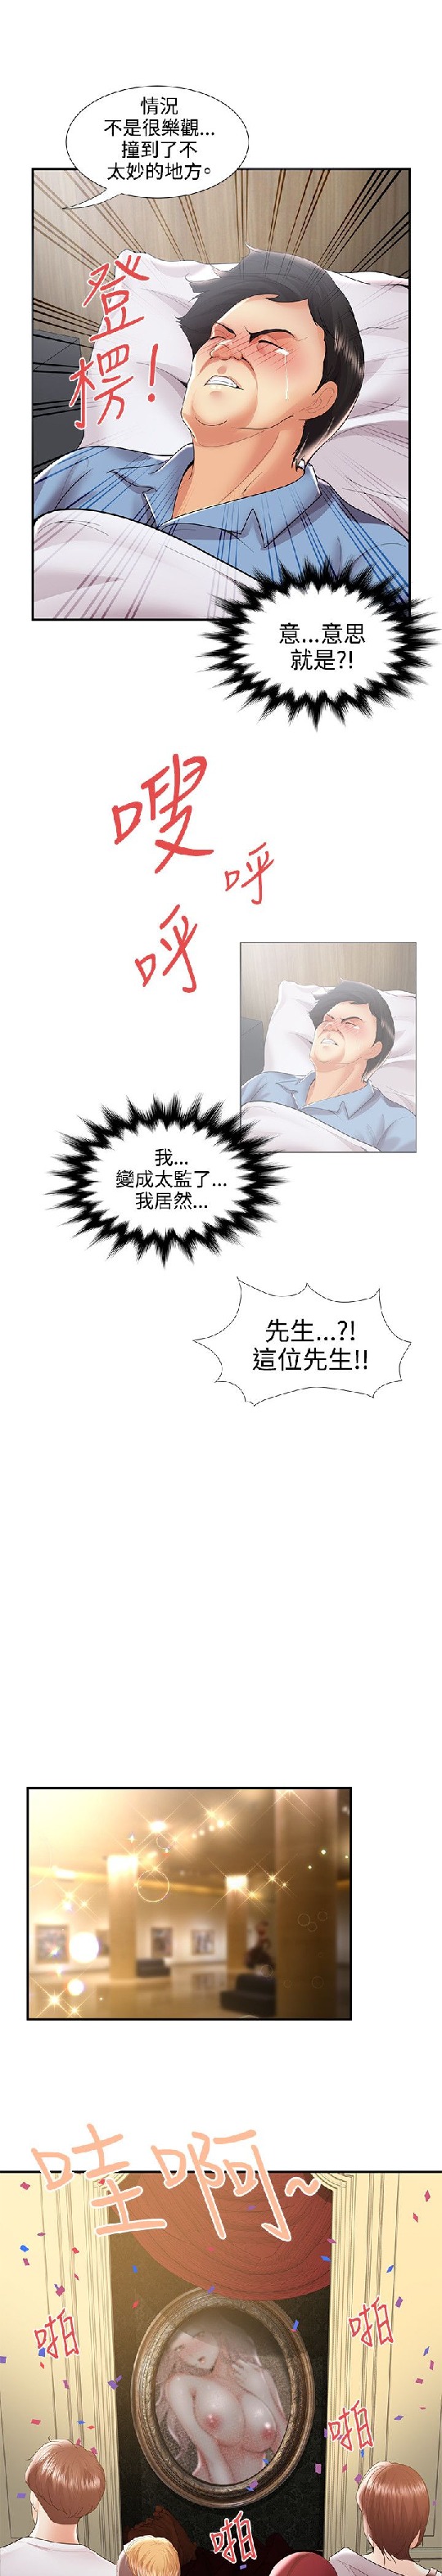 情況
不是很樂觀...
撞到了不
太妙的地方。
登
愣!
意...意思
就是?!
嗖
呼
呼
我...
變成太監了...
我居然...
先生...?!
這位先生!!
哇啊~
啪
啪
啪
啪